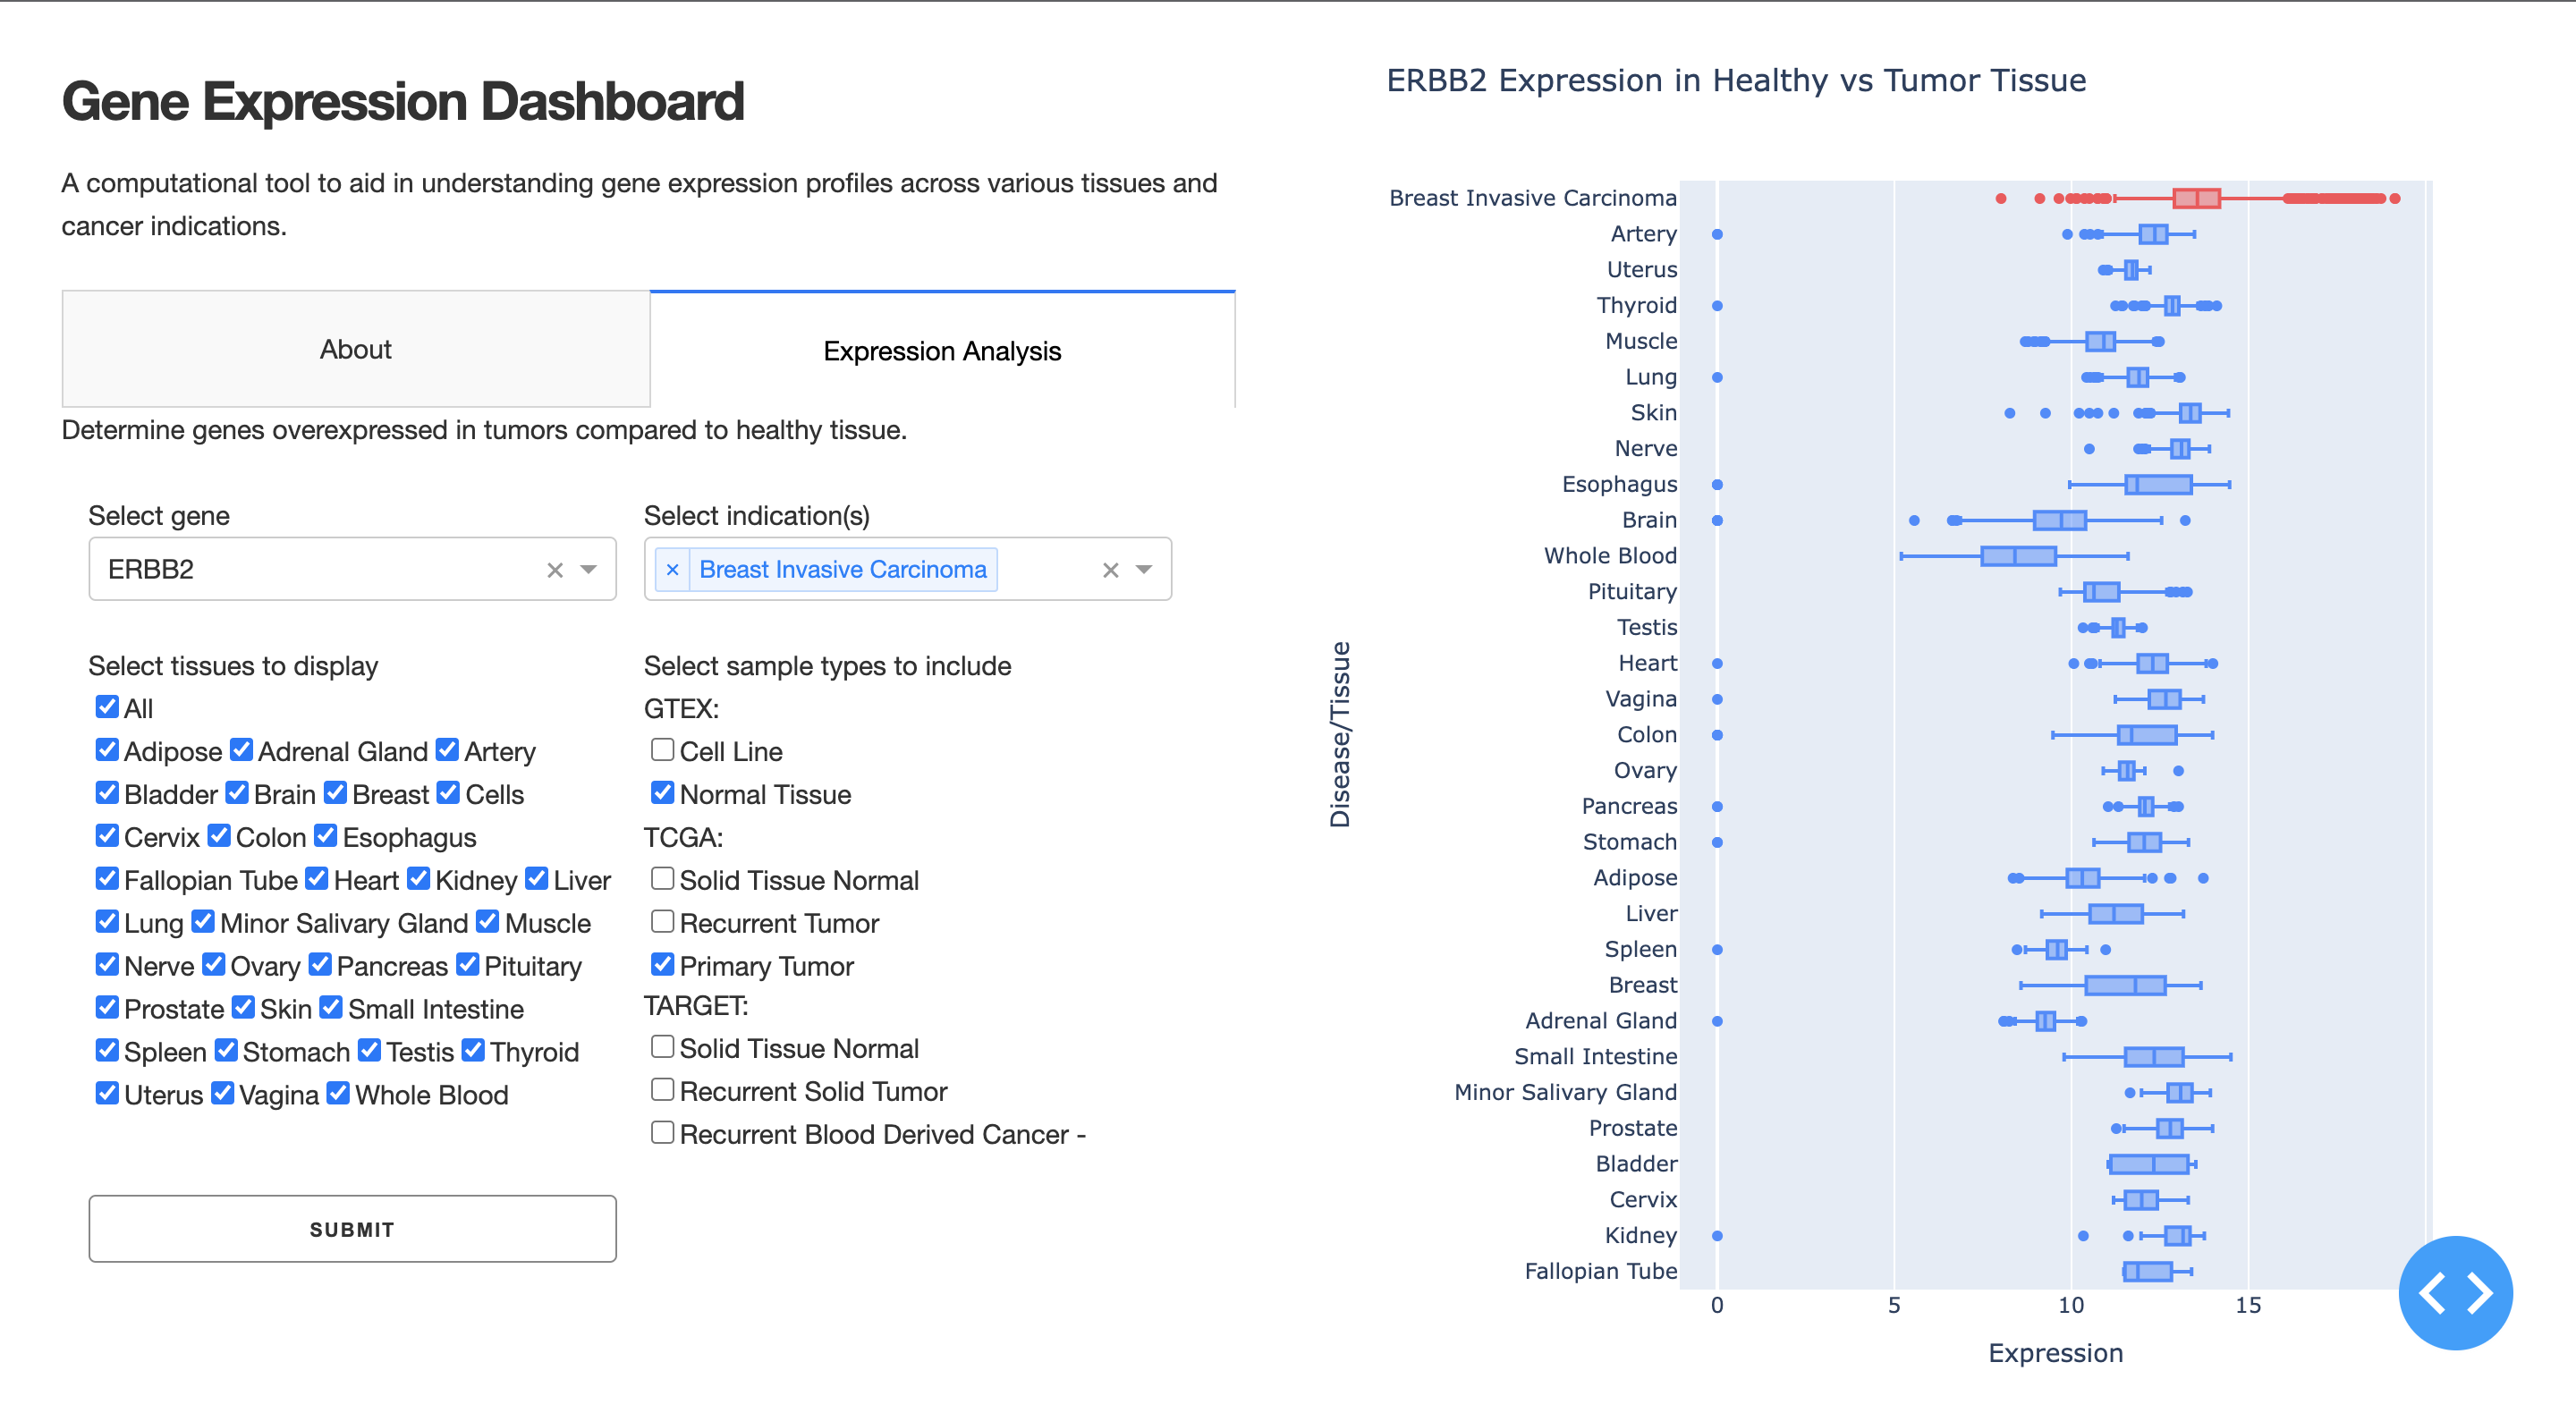 Gene Expression Dashboard
A computational tool to aid in understanding gene expression profiles across various tissues and
cancer indications.
About
Expression Analysis
Determine genes overexpressed in tumors compared to healthy tissue.
Select gene
Select indication(s)
ERBB2
Breast Invasive Carcinoma
Select tissues to display
All
Adipose Adrenal Gland Artery
Bladder Brain Breast Cells
Cervix Colon Esophagus
Fallopian Tube Heart Kidney Liver
Lung Minor Salivary Gland Muscle
Nerve Ovary Pancreas Pituitary
Prostate Skin Small Intestine
Spleen Stomach Testis Thyroid
Uterus Vagina Whole Blood
Select sample types to include
GTEX:
Cell Line
Normal Tissue
TCGA:
Solid Tissue Normal
Recurrent Tumor
Primary Tumor
TARGET:
Solid Tissue Normal
Recurrent Solid Tumor
Recurrent Blood Derived Cancer -
SUBMIT
ERBB2 Expression in Healthy vs Tumor Tissue
Disease/Tissue
Breast Invasive Carcinoma
Artery
Uterus
Thyroid
Muscle
Lung
Skin
Nerve
Esophagus
Brain
Whole Blood
Pituitary
Testis
Heart
Vagina
Colon
Ovary
Pancreas
Stomach
Adipose
Liver
Spleen
Breast
Adrenal Gland
Small Intestine
Minor Salivary Gland
Prostate
Bladder
Cervix
Kidney
Fallopian Tube
0 5 10 15
Expression